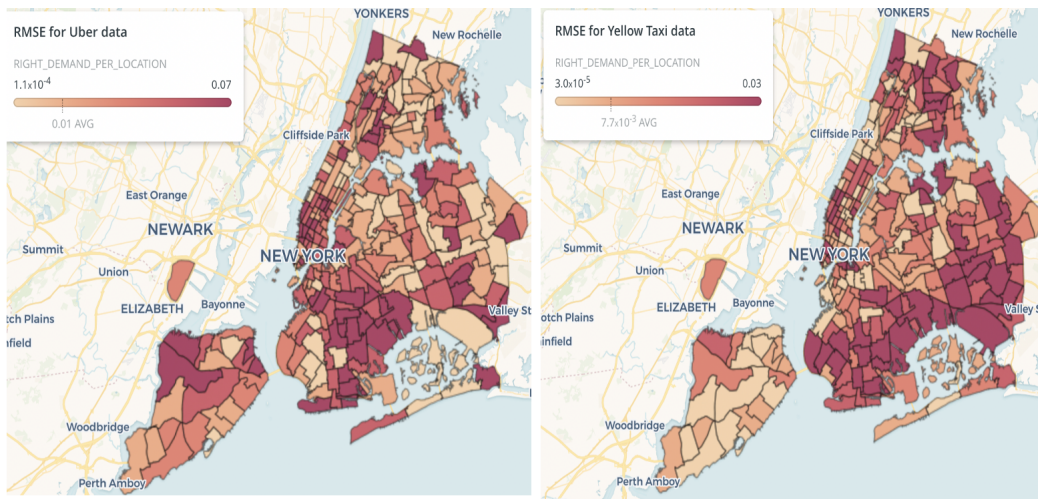 RMSE for Uber data
RIGHT_DEMAND_PER_LOCATION
1.1x10-4 0.07
0.01 AVG
YONKERS
New Rochelle
Cliffside Park
East Orange
NEWARK
Summit
NEW YORK
Union
ELIZABETH
Bayonne
Valley St
tch Plains
nfield
Woodbridge
Perth Amboy
RMSE for Yellow Taxi data
RIGHT_DEMAND_PER_LOCATION
3.0x10-5 0.03
7.7x10-3 AVG
YONKERS
New Rochelle
Cliffside Park
East Orange
NEWARK
Summit
NEW YORK
Union
ELIZABETH
Bayonne
Valley S
otch Plains
infield
Woodbridge
Perth Amboy